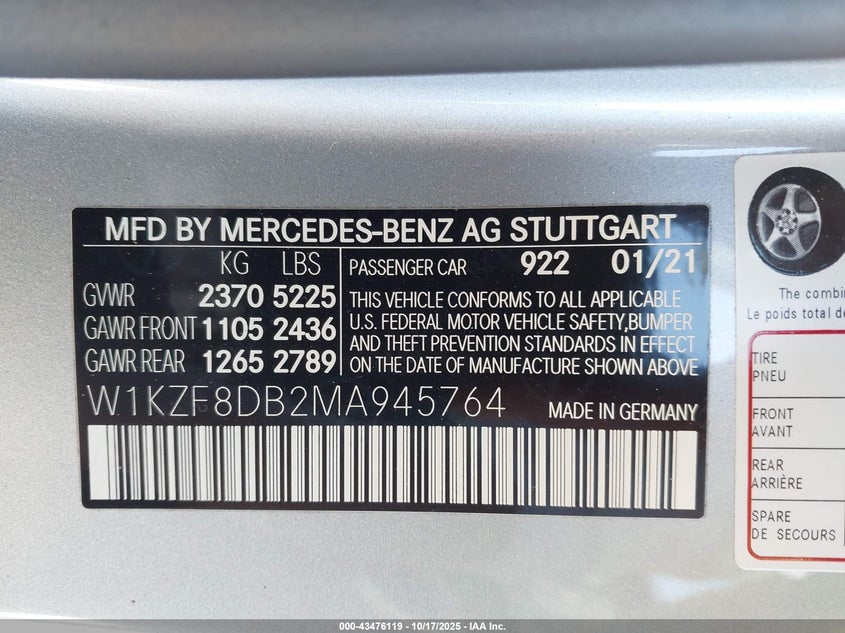 MFD BY MERCEDES-BENZ AG STUTTGART
KG LBS
GVWR 2370 5225
GAWR FRONT 1105 2436
GAWR REAR 1265 2789
PASSENGER CAR 922 01/21
THIS VEHICLE CONFORMS TO ALL APPLICABLE
U.S. FEDERAL MOTOR VEHICLE SAFETY,BUMPER
AND THEFT PREVENTION STANDARDS IN EFFECT
ON THE DATE OF MANUFACTURE SHOWN ABOVE
W1KZF8DB2MA945764
MADE IN GERMANY
The combin
Le poids total de
TIRE
PNEU
FRONT
AVANT
REAR
ARRIÈRE
SPARE
DE SECOURS
000-43476119 - 10/17/2025 - IAA Inc.